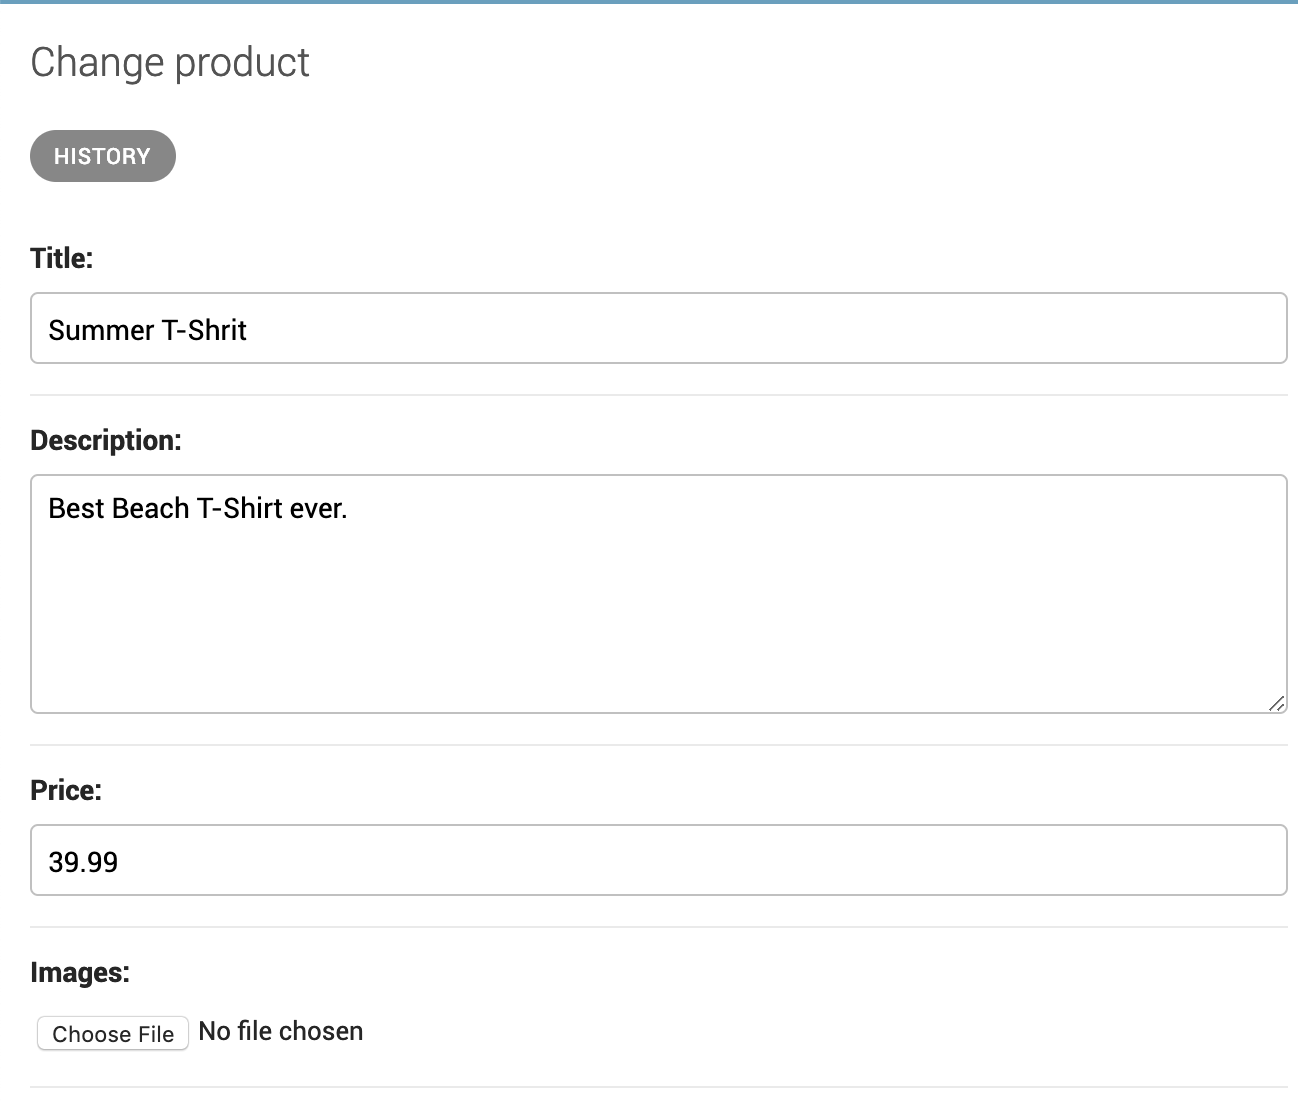 Change product
HISTORY
Title:
Summer T-Shrit
Description:
Best Beach T-Shirt ever.
Price:
39.99
Images:
Choose File No file chosen